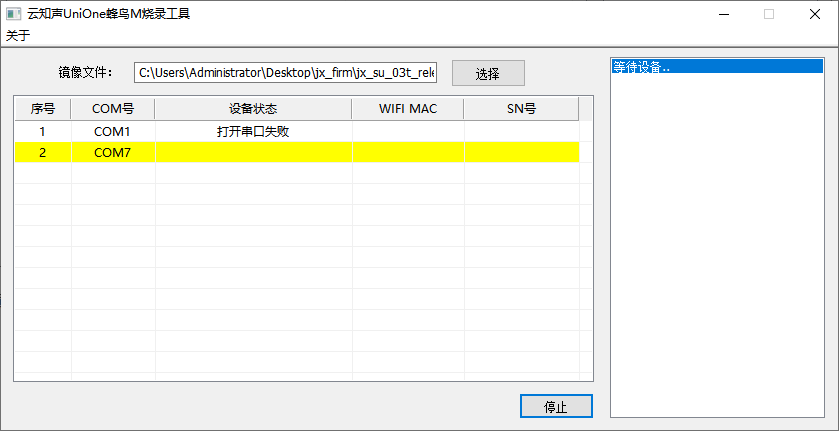 云知声UniOne蜂鸟M烧录工具
关于
镜像文件： C:\Users\Administrator\Desktop\jx_firm\jx_su_03t_rele 选择
等待设备..
序号 COM号 设备状态 WIFI MAC SN号
1 COM1 打开串口失败
2 COM7
停止